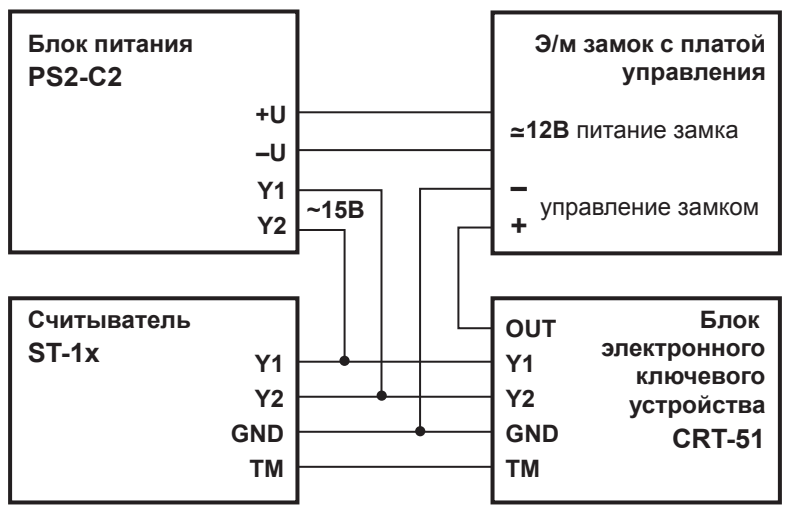 Блок питания
PS2-C2
+U
–U
Y1
Y2
~15В
Э/м замок с платой
управления
≃12В питание замка
–
управление замком
+
Считыватель
ST-1x
Y1
Y2
GND
TM
OUT
Y1
Y2
GND
TM
Блок
электронного
ключевого
устройства
CRT-51